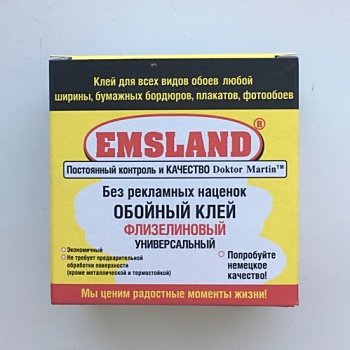 Клей для всех видов обоев любой
ширины, бумажных бордюров, плакатов, фотообоев
EMSLAND®
Постоянный контроль и КАЧЕСТВО Doktor Martin™
Без рекламных наценок
ОБОЙНЫЙ КЛЕЙ
ФЛИЗЕЛИНОВЫЙ
УНИВЕРСАЛЬНЫЙ
Экономичный
Не требует предварительной
обработки поверхности
(кроме металлической и термостойкой)
Попробуйте
немецкое
качество!
Мы ценим радостные моменты жизни!